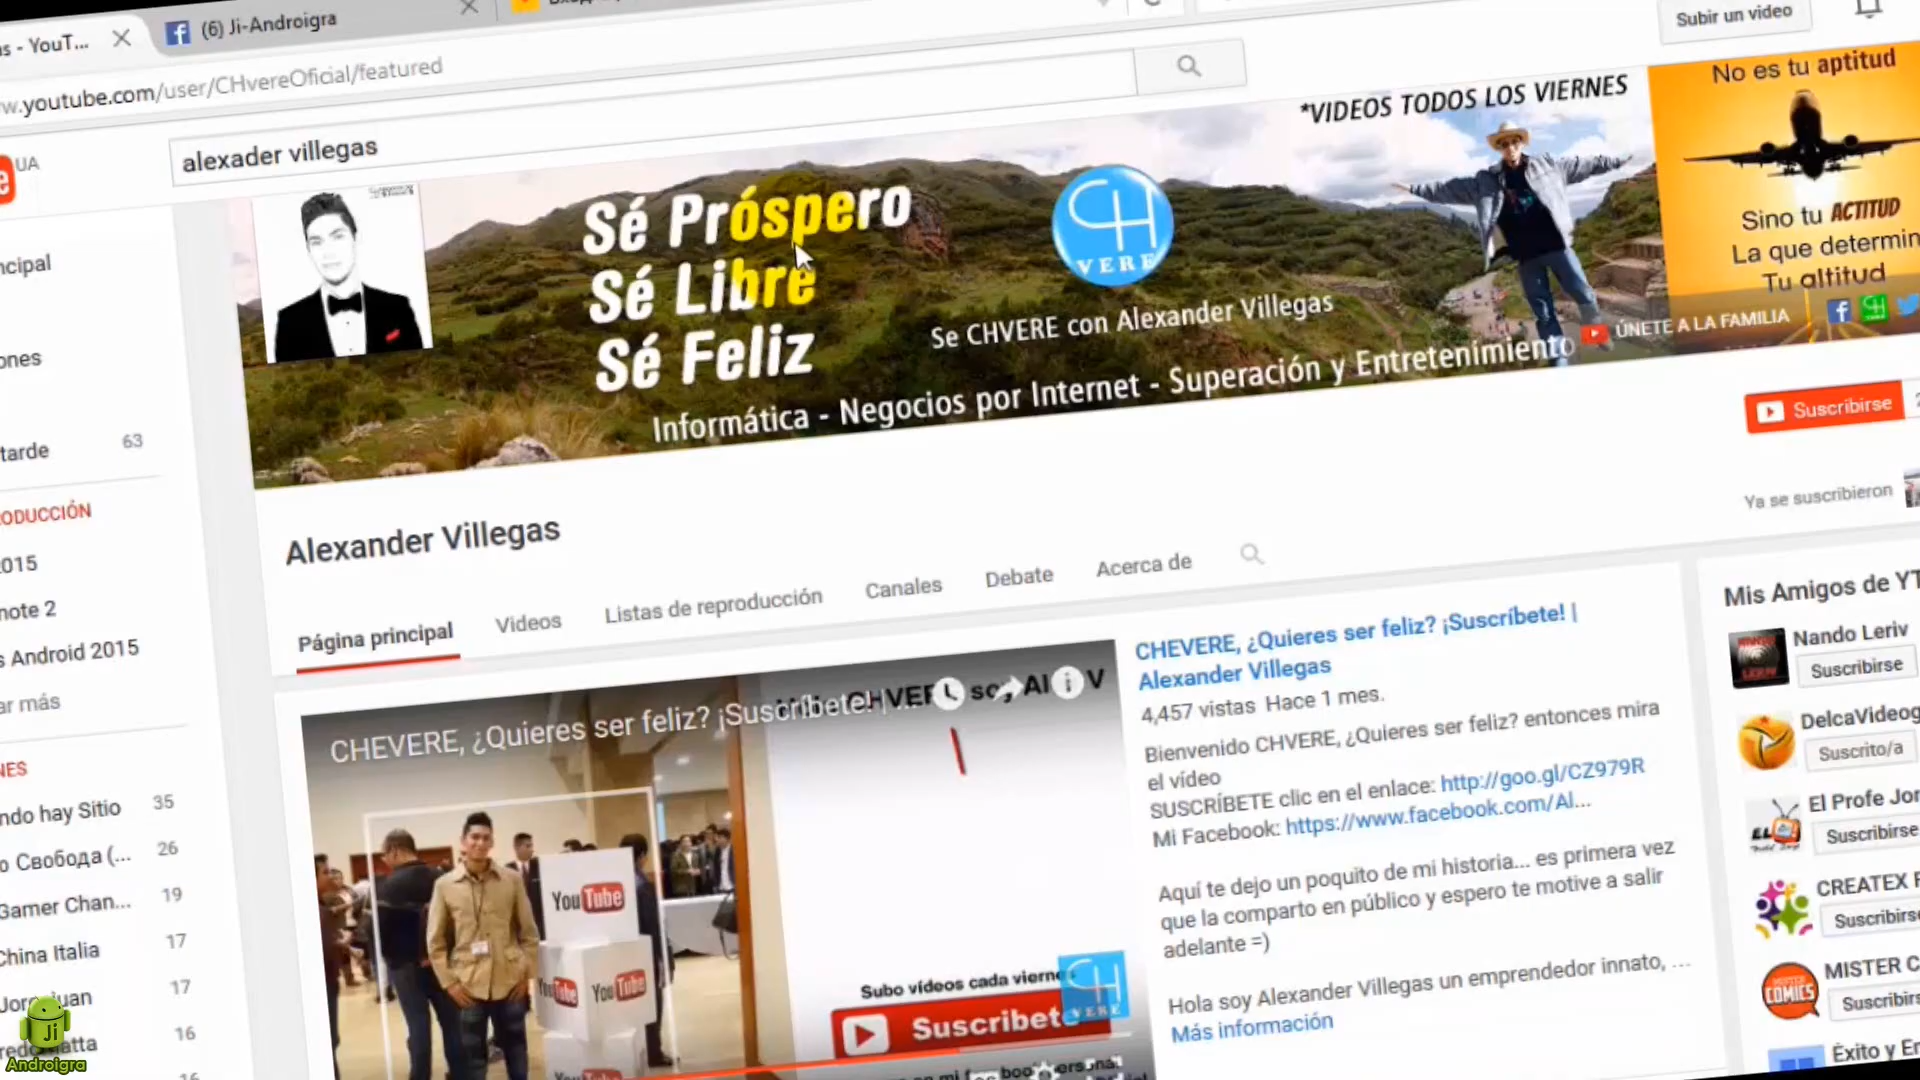 s - YouT...
(6) Ji-Androigra
w.youtube.com/user/CHvereOficial/featured
UA
alexader villegas
Subir un video
*VIDEOS TODOS LOS VIERNES
No es tu aptitud
Sino tu ACTITUD
La que determin
Tu altitud
Sé Próspero
Sé Libre
Sé Feliz
CH
VERE
Se CHVERE con Alexander Villegas
ÚNETE A LA FAMILIA
Informática - Negocios por Internet - Superación y Entretenimiento
Suscribirse
Ya se suscribieron
Alexander Villegas
Página principal
Videos
Listas de reproducción
Canales
Debate
Acerca de
ncipal
ones
tarde 63
ODUCCIÓN
2015
note 2
s Android 2015
ar más
NES
ndo hay Sitio 35
о Свобода (... 26
Gamer Chan... 19
China Italia 17
17
16
Ji
Androigra
CHEVERE, ¿Quieres ser feliz? ¡Suscríbete! | ...
YouTube
YouTube
Subo vídeos cada viernes
Suscribete
CH
VERE
CHEVERE, ¿Quieres ser feliz? ¡Suscríbete! |
Alexander Villegas
4,457 vistas Hace 1 mes.
Bienvenido CHVERE, ¿Quieres ser feliz? entonces mira
el vídeo
SUSCRÍBETE clic en el enlace: http://goo.gl/CZ979R
Mi Facebook: https://www.facebook.com/Al...
Aquí te dejo un poquito de mi historia... es primera vez
que la comparto en público y espero te motive a salir
adelante =)
Hola soy Alexander Villegas un emprendedor innato, ...
Más información
Mis Amigos de YT
Nando Leriv
Suscribirse
DelcaVideog
Suscrito/a
El Profe Jor
Suscribirse
CREATEX F
Suscribirse
MISTER C
COMICS
Suscribirs
Éxito y En